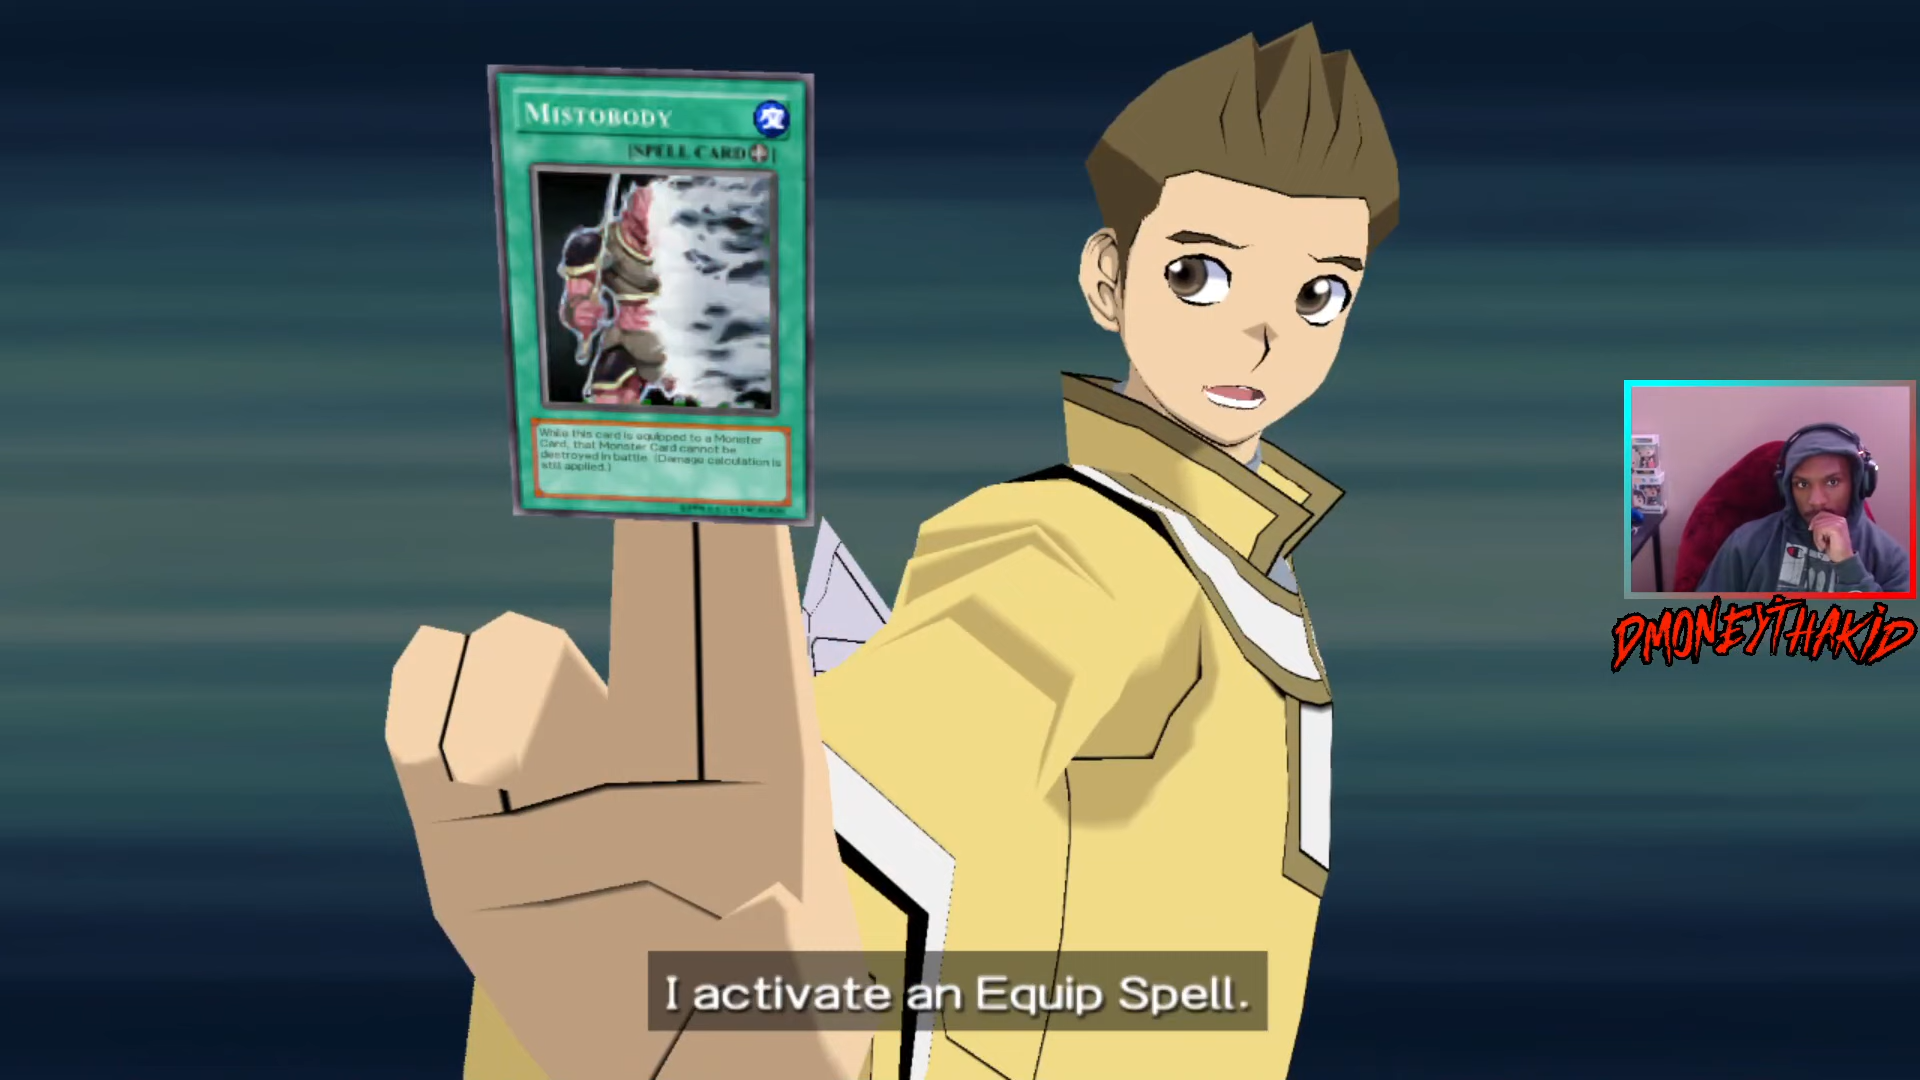 MISTOBODY
魔
[SPELL CARD]
While this card is equipped to a Monster
Card, that Monster Card cannot be
destroyed in battle. (Damage calculation is
still applied.)
DMONEYTHAKID
I activate an Equip Spell.